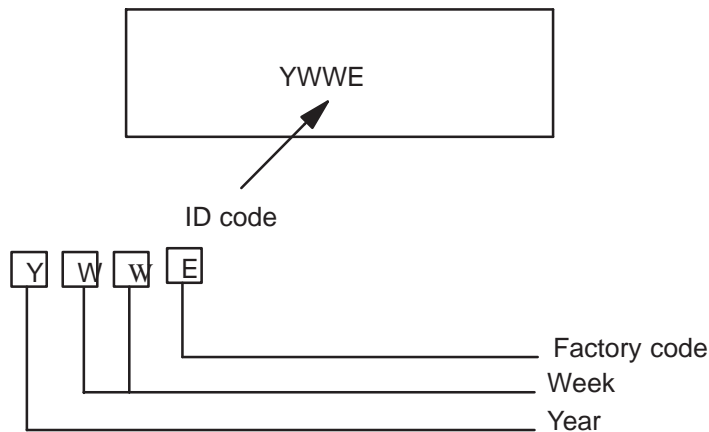 YWWE
ID code
Y W W E
Factory code
Week
Year